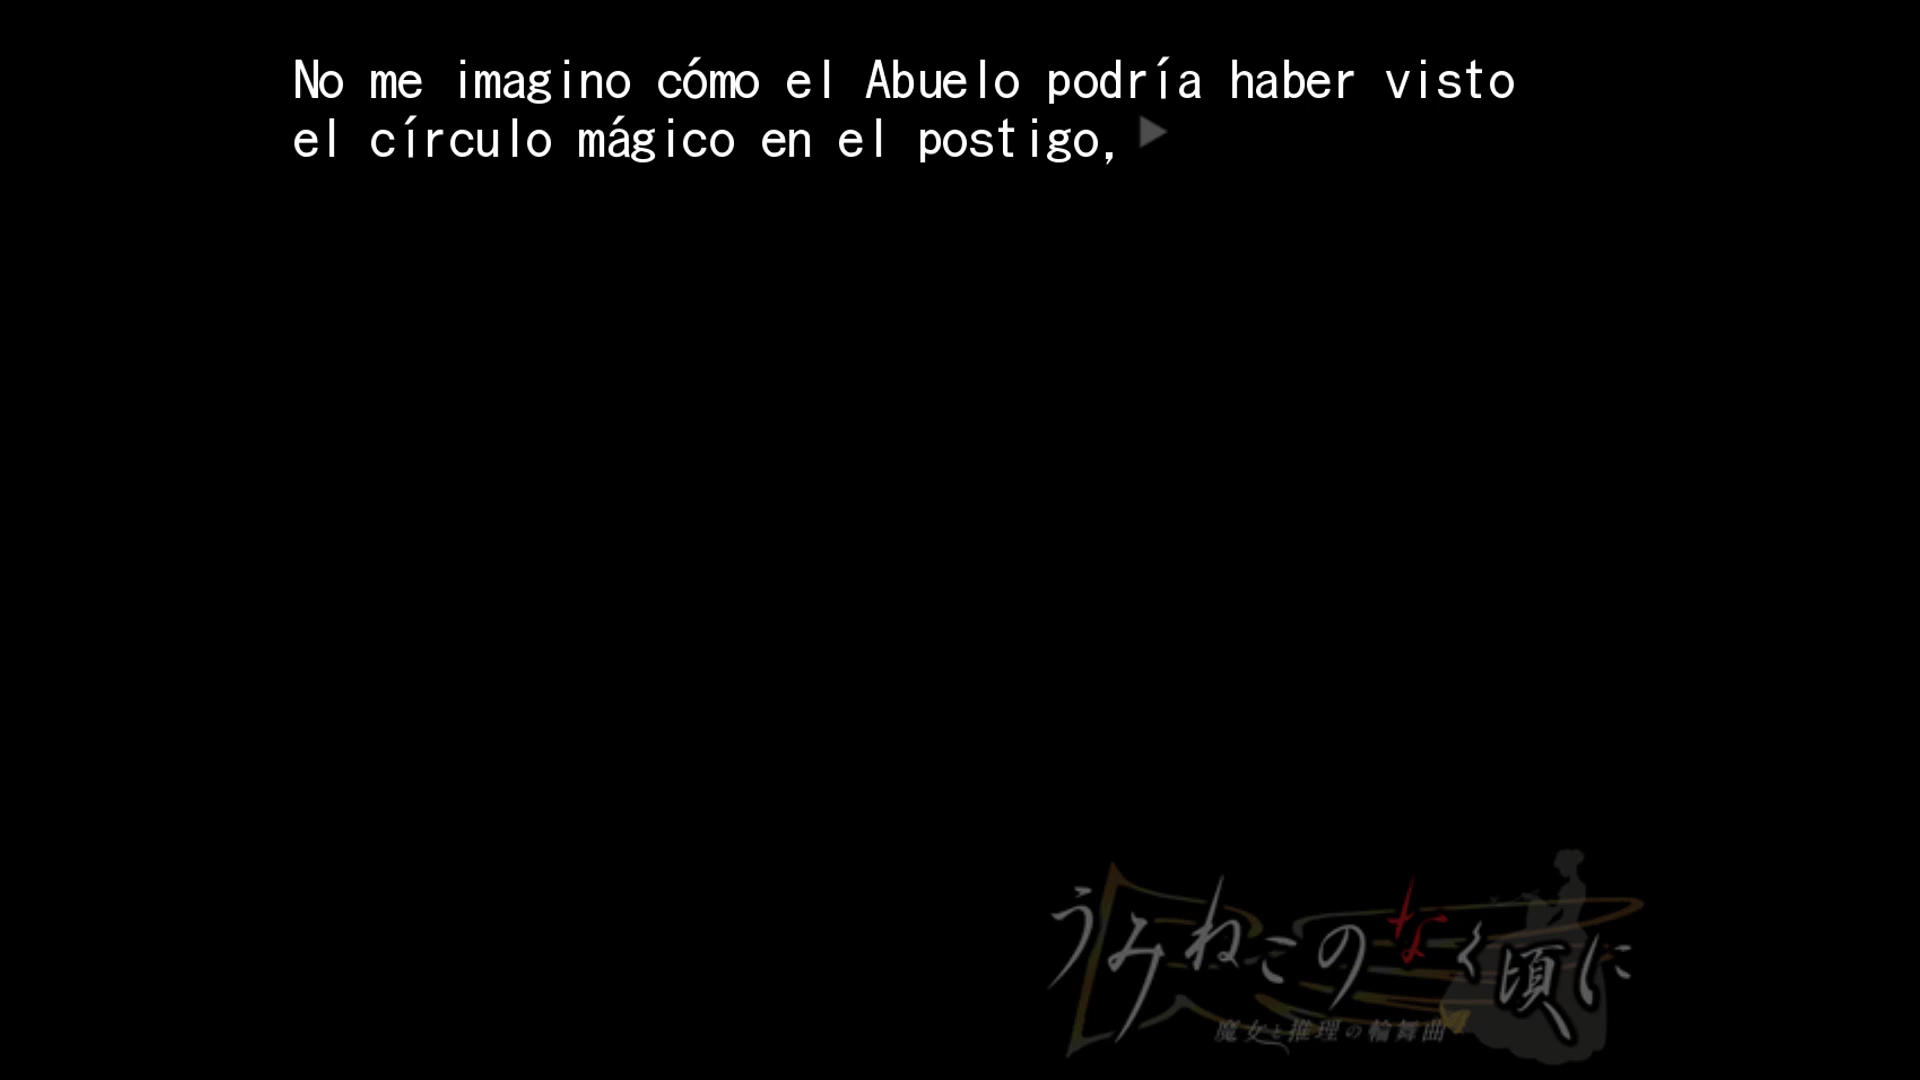 No me imagino cómo el Abuelo podría haber visto
el círculo mágico en el postigo,
うみねこのなく頃に
魔女と推理の輪舞曲